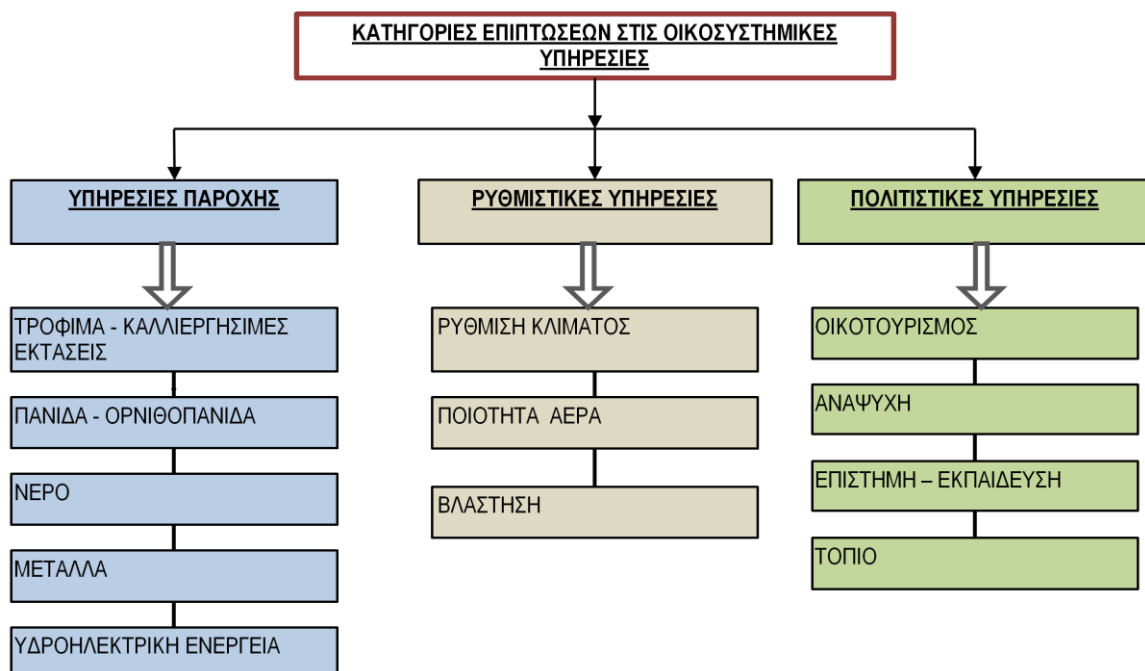 ΚΑΤΗΓΟΡΙΕΣ ΕΠΙΠΤΩΣΕΩΝ ΣΤΙΣ ΟΙΚΟΣΥΣΤΗΜΙΚΕΣ
ΥΠΗΡΕΣΙΕΣ
ΥΠΗΡΕΣΙΕΣ ΠΑΡΟΧΗΣ
ΤΡΟΦΙΜΑ - ΚΑΛΛΙΕΡΓΗΣΙΜΕΣ
ΕΚΤΑΣΕΙΣ
ΠΑΝΙΔΑ - ΟΡΝΙΘΟΠΑΝΙΔΑ
ΝΕΡΟ
ΜΕΤΑΛΛΑ
ΥΔΡΟΗΛΕΚΤΡΙΚΗ ΕΝΕΡΓΕΙΑ
ΡΥΘΜΙΣΤΙΚΕΣ ΥΠΗΡΕΣΙΕΣ
ΡΥΘΜΙΣΗ ΚΛΙΜΑΤΟΣ
ΠΟΙΟΤΗΤΑ ΑΕΡΑ
ΒΛΑΣΤΗΣΗ
ΠΟΛΙΤΙΣΤΙΚΕΣ ΥΠΗΡΕΣΙΕΣ
ΟΙΚΟΤΟΥΡΙΣΜΟΣ
ΑΝΑΨΥΧΗ
ΕΠΙΣΤΗΜΗ – ΕΚΠΑΙΔΕΥΣΗ
ΤΟΠΙΟ